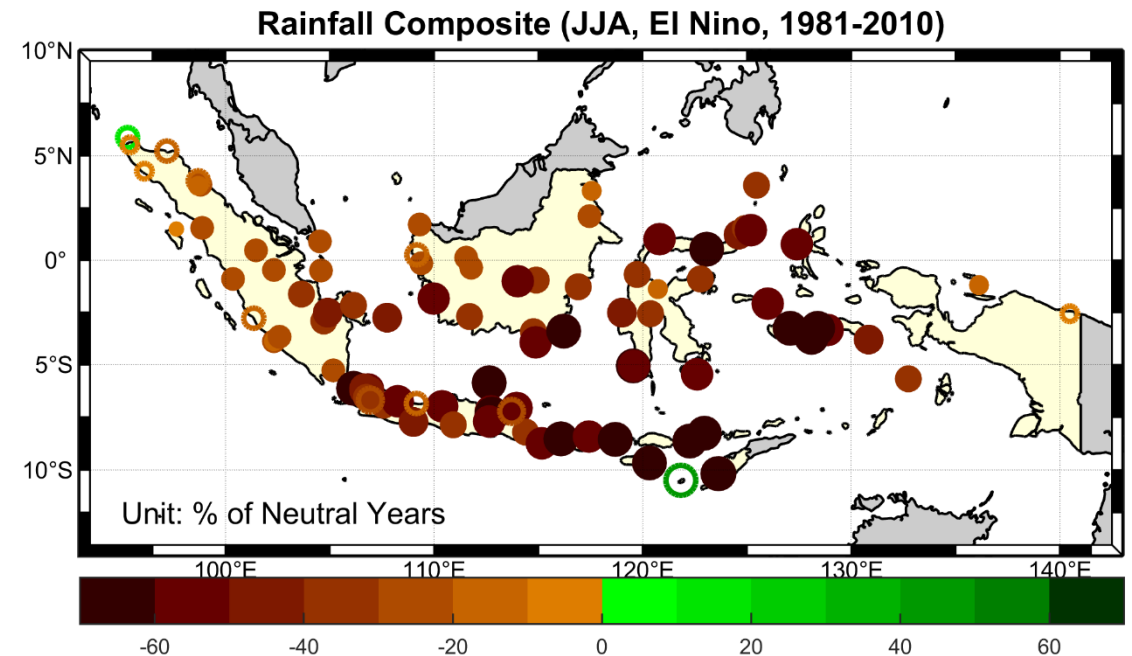 Rainfall Composite (JJA, El Nino, 1981-2010)
10°N
5°N
0°
5°S
10°S
Unit: % of Neutral Years
100°E 110°E 120°E 130°E 140°E
-60 -40 -20 0 20 40 60